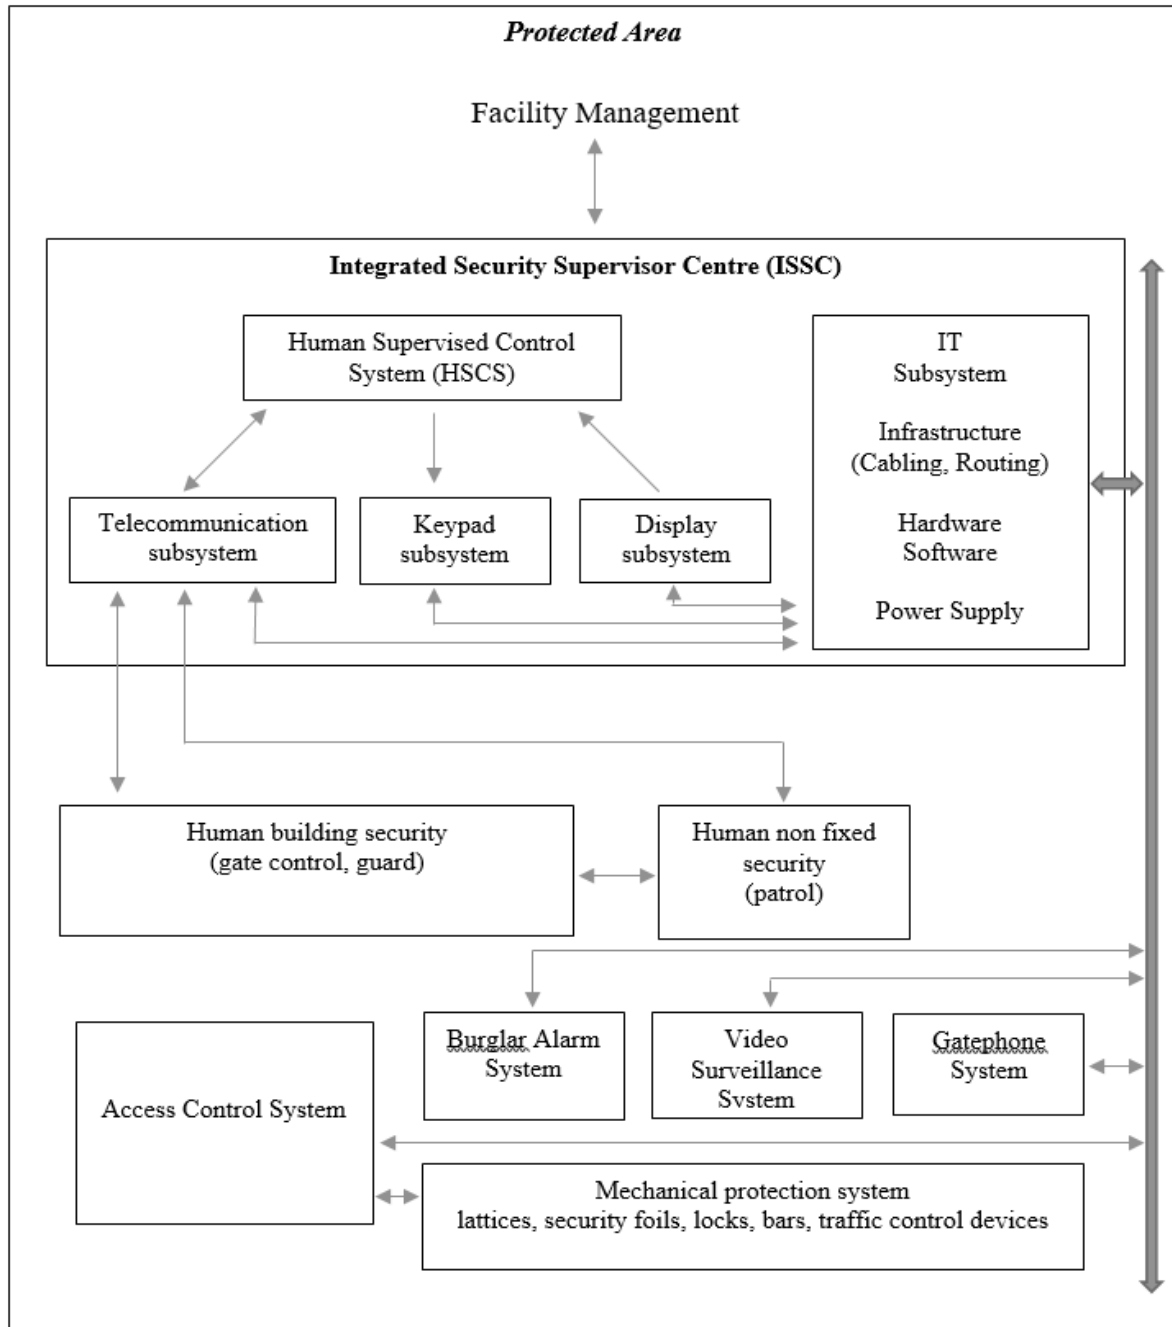 Protected Area
Facility Management
Integrated Security Supervisor Centre (ISSC)
Human Supervised Control
System (HSCS)
IT
Subsystem
Infrastructure
(Cabling, Routing)
Hardware
Software
Power Supply
Telecommunication
subsystem
Keypad
subsystem
Display
subsystem
Human building security
(gate control, guard)
Human non fixed
security
(patrol)
Burglar Alarm
System
Video
Surveillance
System
Gatephone
System
Access Control System
Mechanical protection system
lattices, security foils, locks, bars, traffic control devices